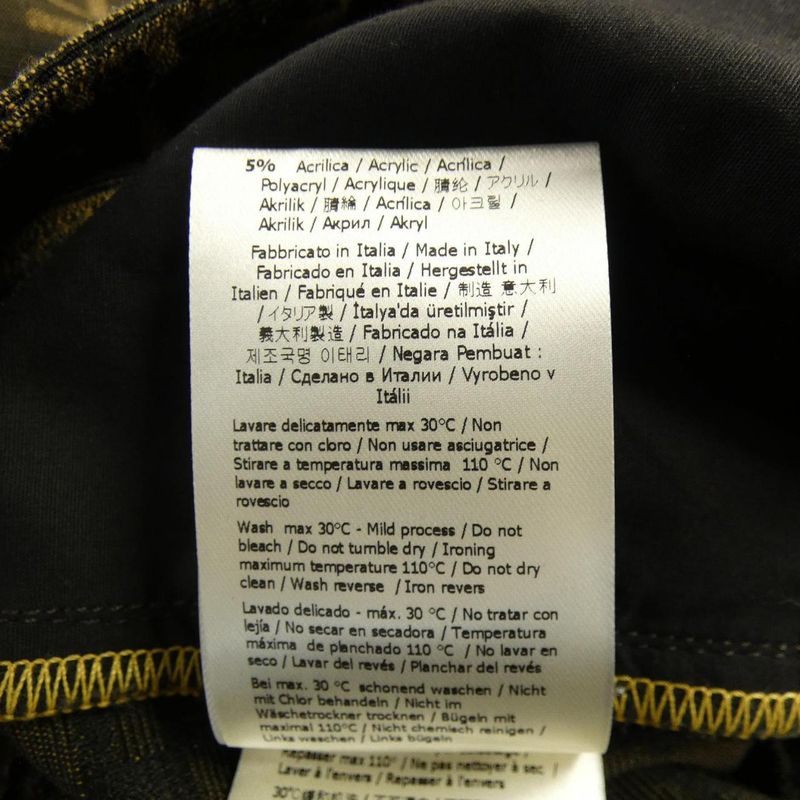 5% Acrilica / Acrylic / Acrílica /
Polyacryl / Acrylique / 腈纶 / アクリル /
Akrilik / 腈綸 / Acrílica / 아크릴 /
Akrilik / Акрил / Akryl
Fabbricato in Italia / Made in Italy /
Fabricado en Italia / Hergestellt in
Italien / Fabriqué en Italie / 制造 意大利
/ イタリア製 / İtalya'da üretilmiştir /
義大利製造 / Fabricado na Itália /
제조국명 이태리 / Negara Pembuat :
Italia / Сделано в Италии / Vyrobeno v
Itálii
Lavare delicatamente max 30°C / Non
trattare con cloro / Non usare asciugatrice /
Stirare a temperatura massima 110 °C / Non
lavare a secco / Lavare a rovescio / Stirare a
rovescio
Wash max 30°C - Mild process / Do not
bleach / Do not tumble dry / Ironing
maximum temperature 110°C / Do not dry
clean / Wash reverse / Iron revers
Lavado delicado - máx. 30 °C / No tratar con
lejía / No secar en secadora / Temperatura
máxima de planchado 110°C / No lavar en
seco / Lavar del revés / Planchar del revés
Bei max. 30 °C schonend waschen / Nicht
mit Chlor behandeln / Nicht im
Wäschetrockner trocknen / Bügeln mit
maximal 110°C / Nicht chemisch reinigen /
Links waschen / Links bügeln
Repasser max 110° / Ne pas nettoyer à sec /
Laver à l'envers / Repasser à l'envers
30°C